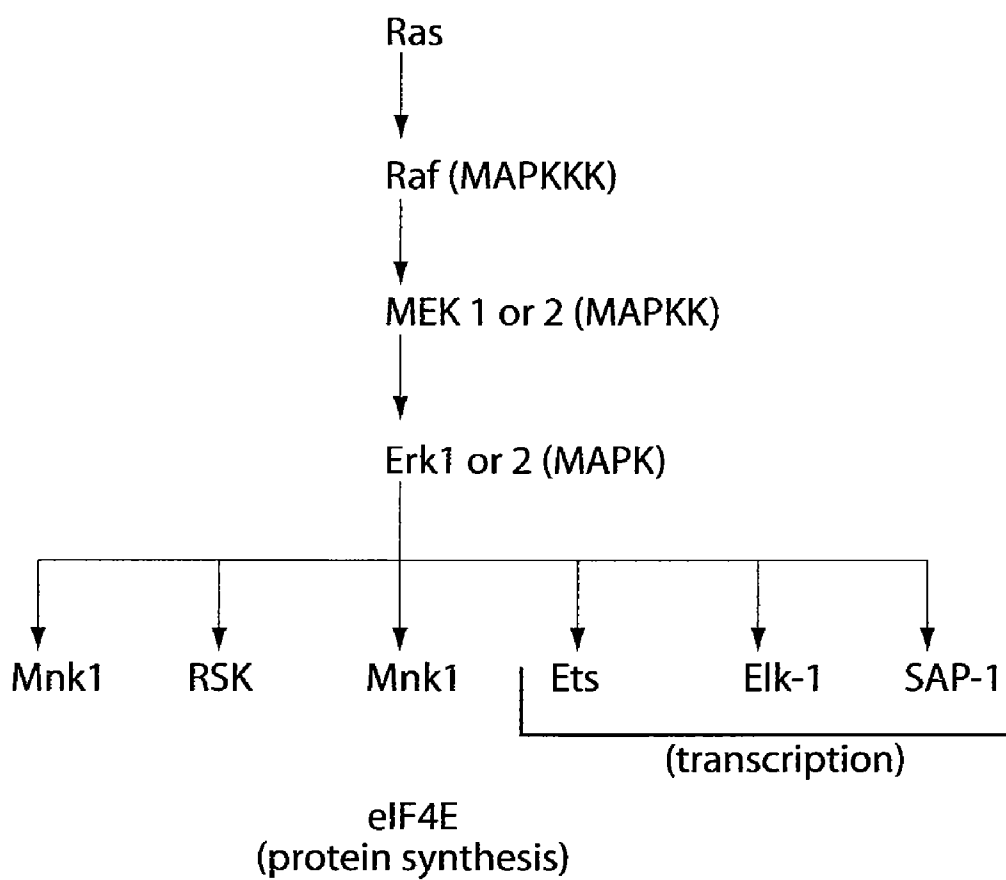 Ras
Raf (MAPKKK)
MEK 1 or 2 (MAPKK)
Erk1 or 2 (MAPK)
Mnk1 RSK Mnk1 Ets Elk-1 SAP-1
(transcription)
eIF4E
(protein synthesis)